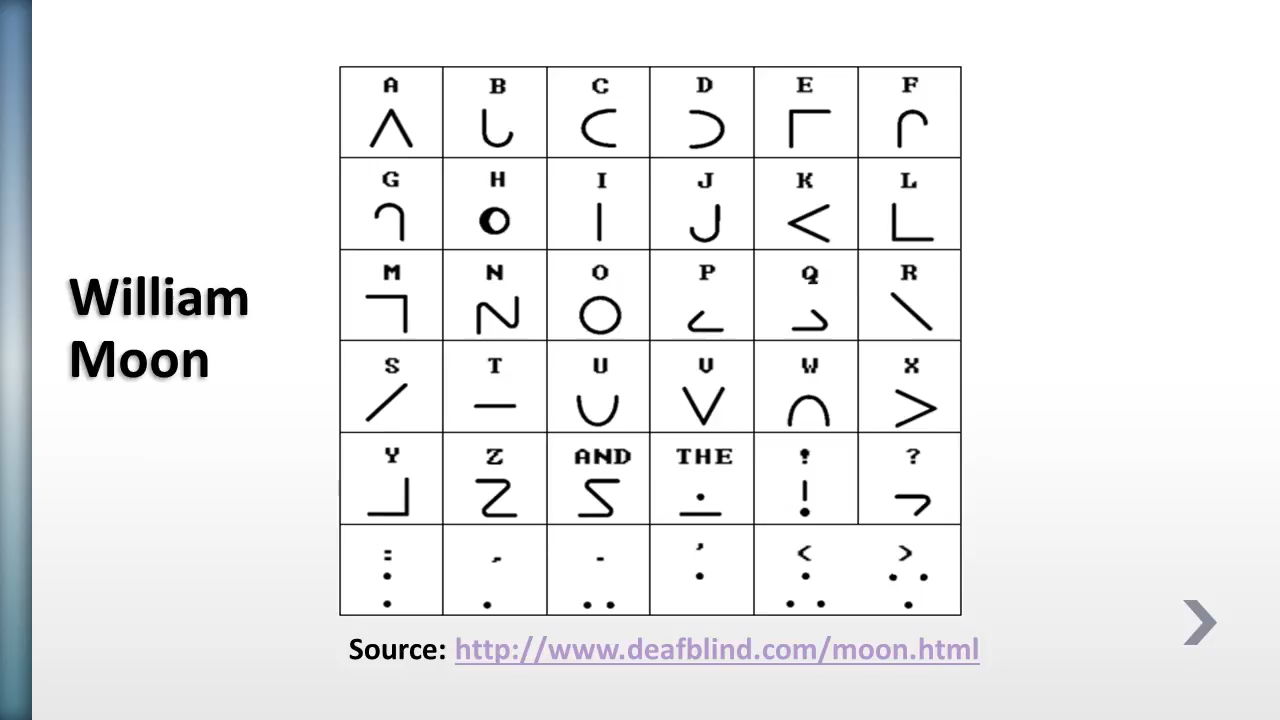 William
Moon
A B C D E F
G H I J K L
M N O P Q R
S T U V W X
Y Z AND THE ! ?
: , - ' < >
Source: http://www.deafblind.com/moon.html